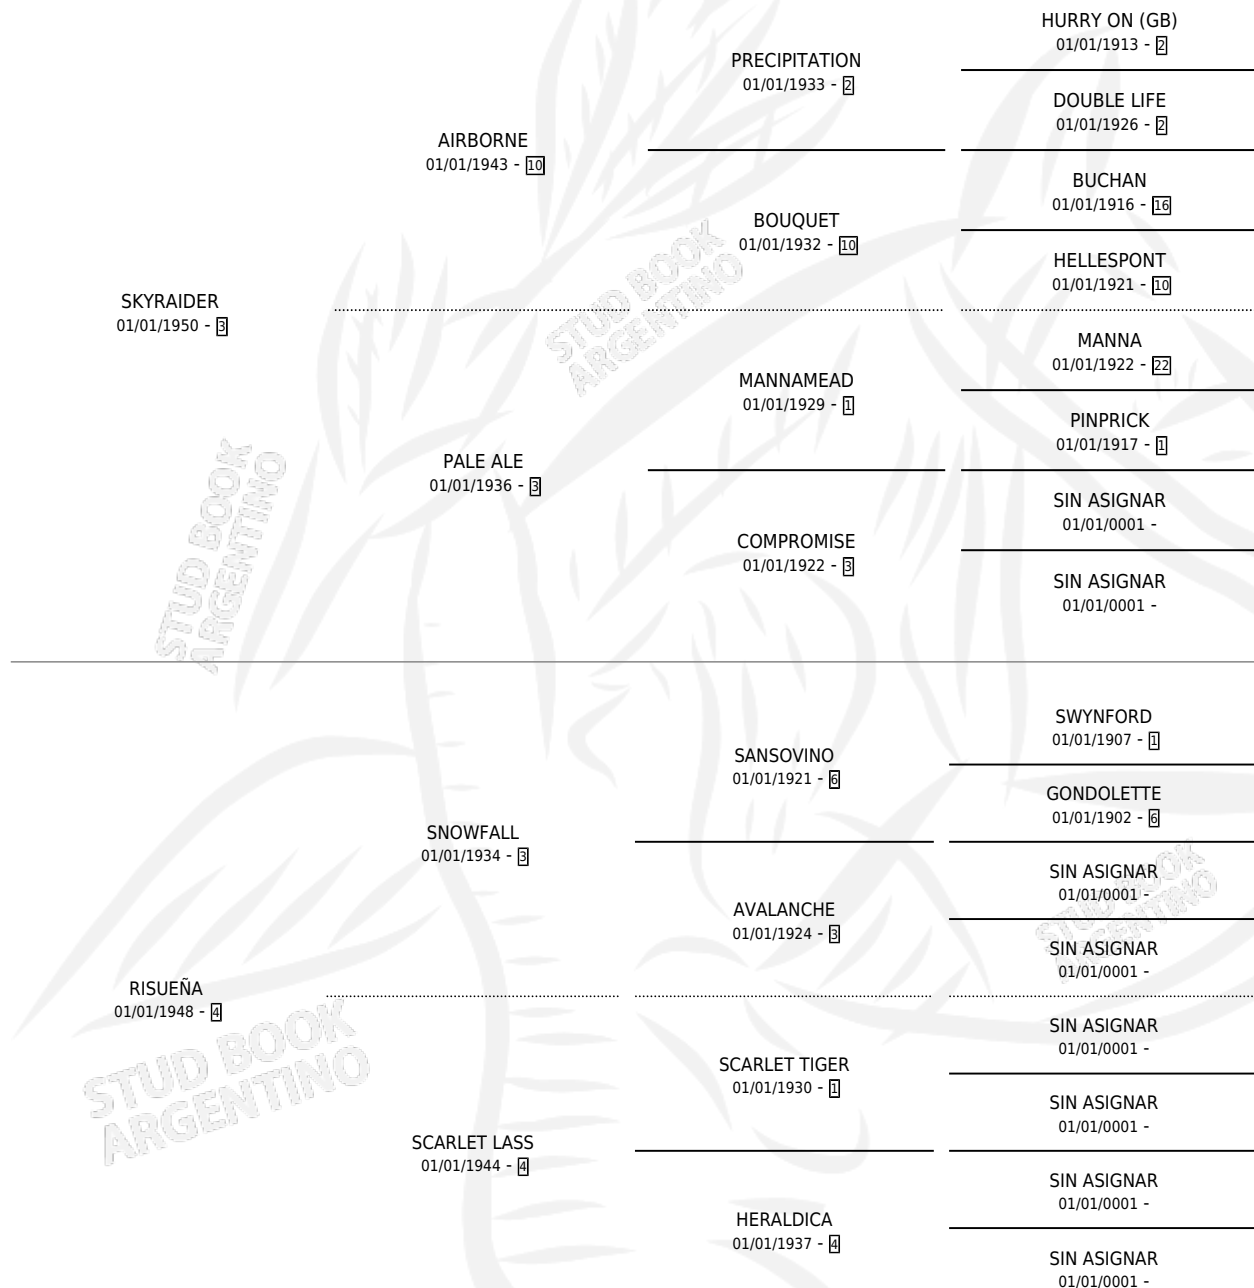 HURRY ON (GB)
01/01/1913 - 2
PRECIPITATION
01/01/1933 - 2
DOUBLE LIFE
01/01/1926 - 2
AIRBORNE
01/01/1943 - 10
BUCHAN
01/01/1916 - 16
BOUQUET
01/01/1932 - 10
HELLESPONT
01/01/1921 - 10
SKYRAIDER
01/01/1950 - 3
MANNA
01/01/1922 - 22
MANNAMEAD
01/01/1929 - 1
PINPRICK
01/01/1917 - 1
PALE ALE
01/01/1936 - 3
SIN ASIGNAR
01/01/0001 -
COMPROMISE
01/01/1922 - 3
SIN ASIGNAR
01/01/0001 -
SWYNFORD
01/01/1907 - 1
SANSOVINO
01/01/1921 - 6
GONDOLETTE
01/01/1902 - 6
SNOWFALL
01/01/1934 - 3
SIN ASIGNAR
01/01/0001 -
AVALANCHE
01/01/1924 - 3
SIN ASIGNAR
01/01/0001 -
RISUEÑA
01/01/1948 - 4
SIN ASIGNAR
01/01/0001 -
SCARLET TIGER
01/01/1930 - 1
SIN ASIGNAR
01/01/0001 -
SCARLET LASS
01/01/1944 - 4
SIN ASIGNAR
01/01/0001 -
HERALDICA
01/01/1937 - 4
SIN ASIGNAR
01/01/0001 -
STUD BOOK
ARGENTINO
STUD BOOK
ARGENTINO
STUD BOOK
ARGENTINO
STUD BOOK
ARGENTINO